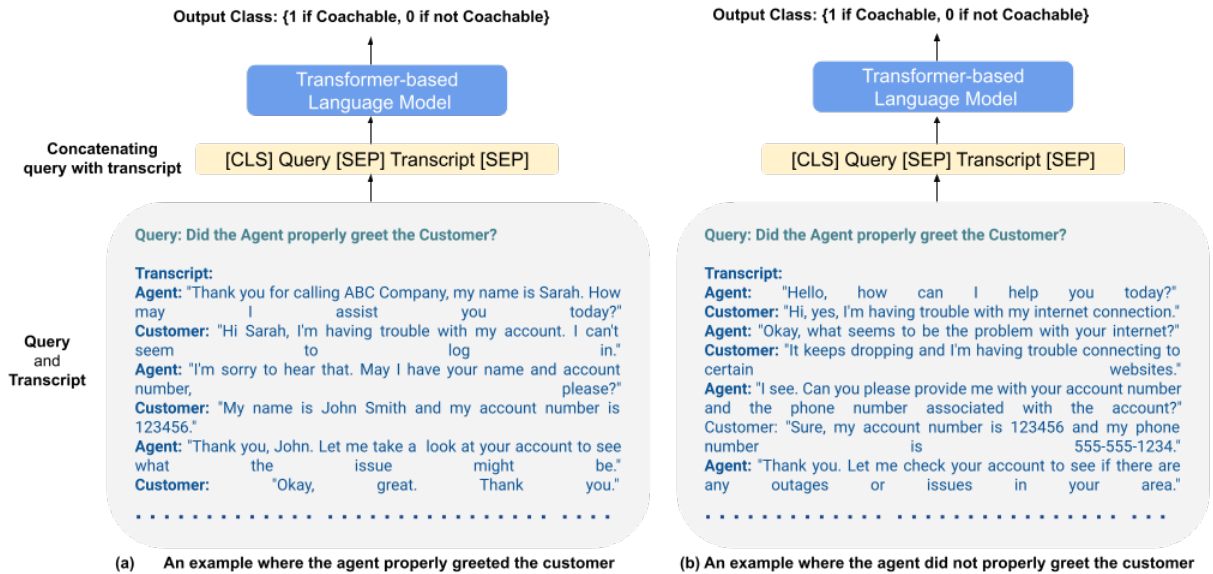 Output Class: {1 if Coachable, 0 if not Coachable}
Transformer-based
Language Model
Concatenating
query with transcript
[CLS] Query [SEP] Transcript [SEP]
Query
and
Transcript
Query: Did the Agent properly greet the Customer?
Transcript:
Agent: "Thank you for calling ABC Company, my name is Sarah. How
may I assist you today?"
Customer: "Hi Sarah, I'm having trouble with my account. I can't
seem to log in."
Agent: "I'm sorry to hear that. May I have your name and account
number, please?"
Customer: "My name is John Smith and my account number is
123456."
Agent: "Thank you, John. Let me take a look at your account to see
what the issue might be."
Customer: "Okay, great. Thank you."
(a) An example where the agent properly greeted the customer
Output Class: {1 if Coachable, 0 if not Coachable}
Transformer-based
Language Model
[CLS] Query [SEP] Transcript [SEP]
Query: Did the Agent properly greet the Customer?
Transcript:
Agent: "Hello, how can I help you today?"
Customer: "Hi, yes, I'm having trouble with my internet connection."
Agent: "Okay, what seems to be the problem with your internet?"
Customer: "It keeps dropping and I'm having trouble connecting to
certain websites."
Agent: "I see. Can you please provide me with your account number
and the phone number associated with the account?"
Customer: "Sure, my account number is 123456 and my phone
number is 555-555-1234."
Agent: "Thank you. Let me check your account to see if there are
any outages or issues in your area."
(b) An example where the agent did not properly greet the customer